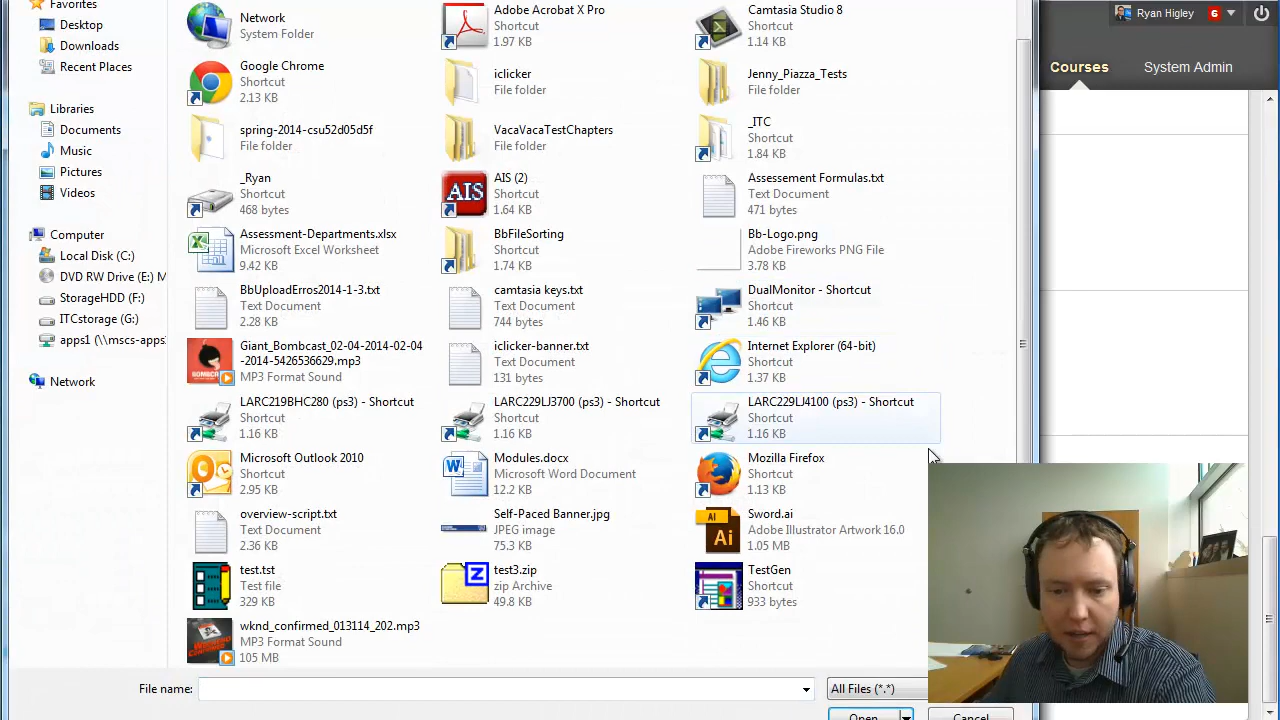 Favorites
Desktop
Downloads
Recent Places
Libraries
Documents
Music
Pictures
Videos
Computer
Local Disk (C:)
DVD RW Drive (E:) M
StorageHDD (F:)
ITCstorage (G:)
apps1 (\\mcs-apps
Network
Network
System Folder
Adobe Acrobat X Pro
Shortcut
1.97 KB
Camtasia Studio 8
Shortcut
1.14 KB
Google Chrome
Shortcut
2.13 KB
iclicker
File folder
Jenny_Piazza_Tests
File folder
spring-2014-csu52d05d5f
File folder
VacaVacaTestChapters
File folder
_ITC
Shortcut
1.84 KB
_Ryan
Shortcut
468 bytes
AIS
AIS (2)
Shortcut
1.64 KB
Assessement Formulas.txt
Text Document
471 bytes
Assessment-Departments.xlsx
Microsoft Excel Worksheet
9.42 KB
BbFileSorting
Shortcut
1.74 KB
Bb-Logo.png
Adobe Fireworks PNG File
3.78 KB
BbUploadErros2014-1-3.txt
Text Document
2.28 KB
camtasia keys.txt
Text Document
744 bytes
DualMonitor - Shortcut
Shortcut
1.46 KB
Giant_Bombcast_02-04-2014-02-04
-2014-5426536629.mp3
MP3 Format Sound
iclicker-banner.txt
Text Document
131 bytes
Internet Explorer (64-bit)
Shortcut
1.37 KB
LARC219BHC280 (ps3) - Shortcut
Shortcut
1.16 KB
LARC229LJ3700 (ps3) - Shortcut
Shortcut
1.16 KB
LARC229LJ4100 (ps3) - Shortcut
Shortcut
1.16 KB
Microsoft Outlook 2010
Shortcut
2.95 KB
Modules.docx
Microsoft Word Document
12.2 KB
Mozilla Firefox
Shortcut
1.13 KB
overview-script.txt
Text Document
2.36 KB
Self-Paced Banner.jpg
JPEG image
75.3 KB
Ai
Ai
Sword.ai
Adobe Illustrator Artwork 16.0
1.05 MB
test.tst
Test file
329 KB
Z
test3.zip
zip Archive
49.8 KB
TestGen
Shortcut
933 bytes
wknd_confirmed_013114_202.mp3
MP3 Format Sound
105 MB
File name:
All Files (*.*)
Open
Cancel
Ryan Higley 6
Courses
System Admin